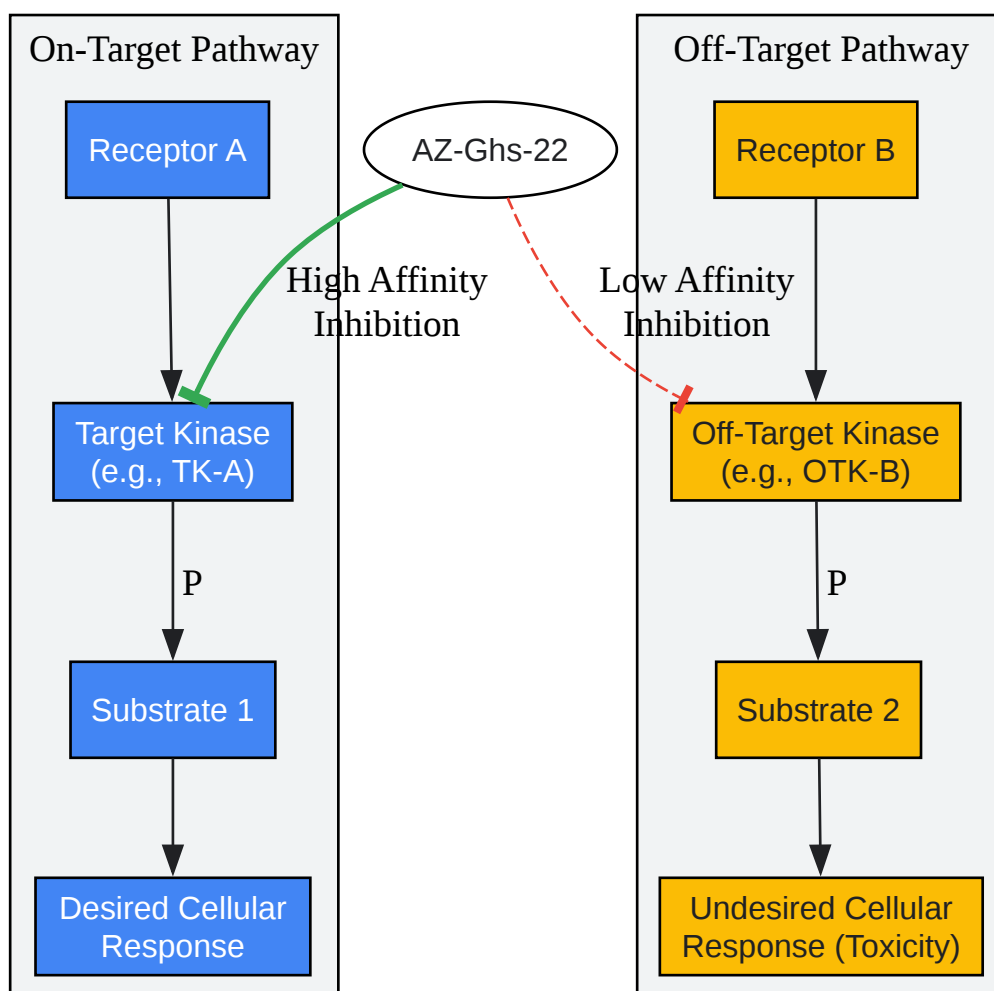 On-Target Pathway
Receptor A
High Affinity
Inhibition
Target Kinase
(e.g., TK-A)
P
Substrate 1
Desired Cellular
Response
AZ-Ghs-22
Off-Target Pathway
Receptor B
Low Affinity
Inhibition
Off-Target Kinase
(e.g., OTK-B)
P
Substrate 2
Undesired Cellular
Response (Toxicity)